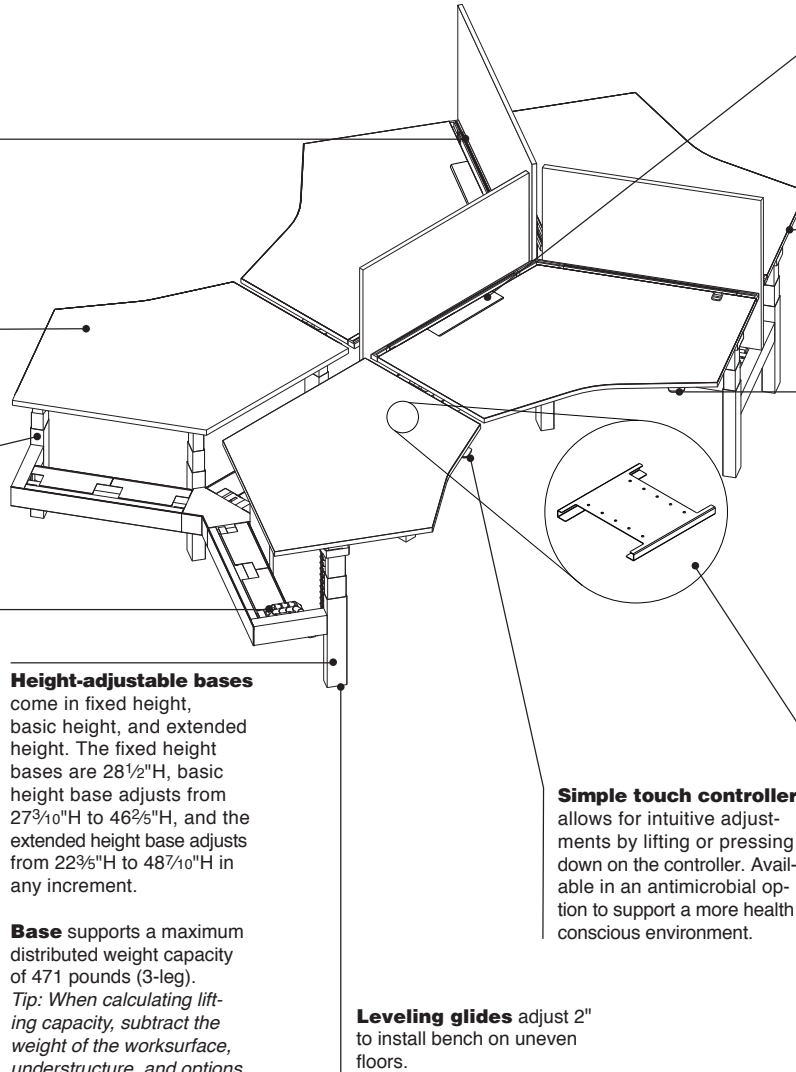 Height-adjustable bases
come in fixed height,
basic height, and extended
height. The fixed height
bases are 28½"H, basic
height base adjusts from
27³⁄₁₀"H to 46⅖"H, and the
extended height base adjusts
from 22⅗"H to 48⁷⁄₁₀"H in
any increment.
Base supports a maximum
distributed weight capacity
of 471 pounds (3-leg).
Tip: When calculating lift-
ing capacity, subtract the
weight of the worksurface,
understructure, and options
Leveling glides adjust 2"
to install bench on uneven
floors.
Simple touch controller
allows for intuitive adjust-
ments by lifting or pressing
down on the controller. Avail-
able in an antimicrobial op-
tion to support a more health
conscious environment.